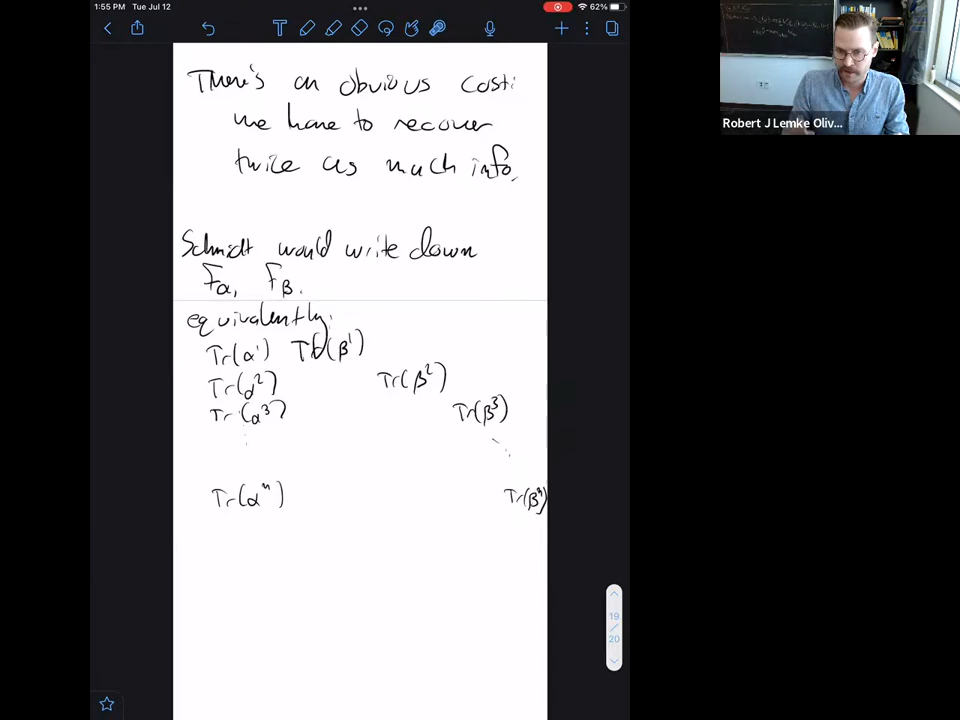 1:55 PM Tue Jul 12
62%
There's an obvious cost:
we have to recover
twice as much info.
Schmidt would write down
Fα, Fβ.
equivalently:
Tr(α¹) Tr(β¹)
Tr(α²) Tr(β²)
Tr(α³) Tr(β³)
Tr(αⁿ) Tr(βⁿ)
19
/
20
Robert J Lemke Oliv...